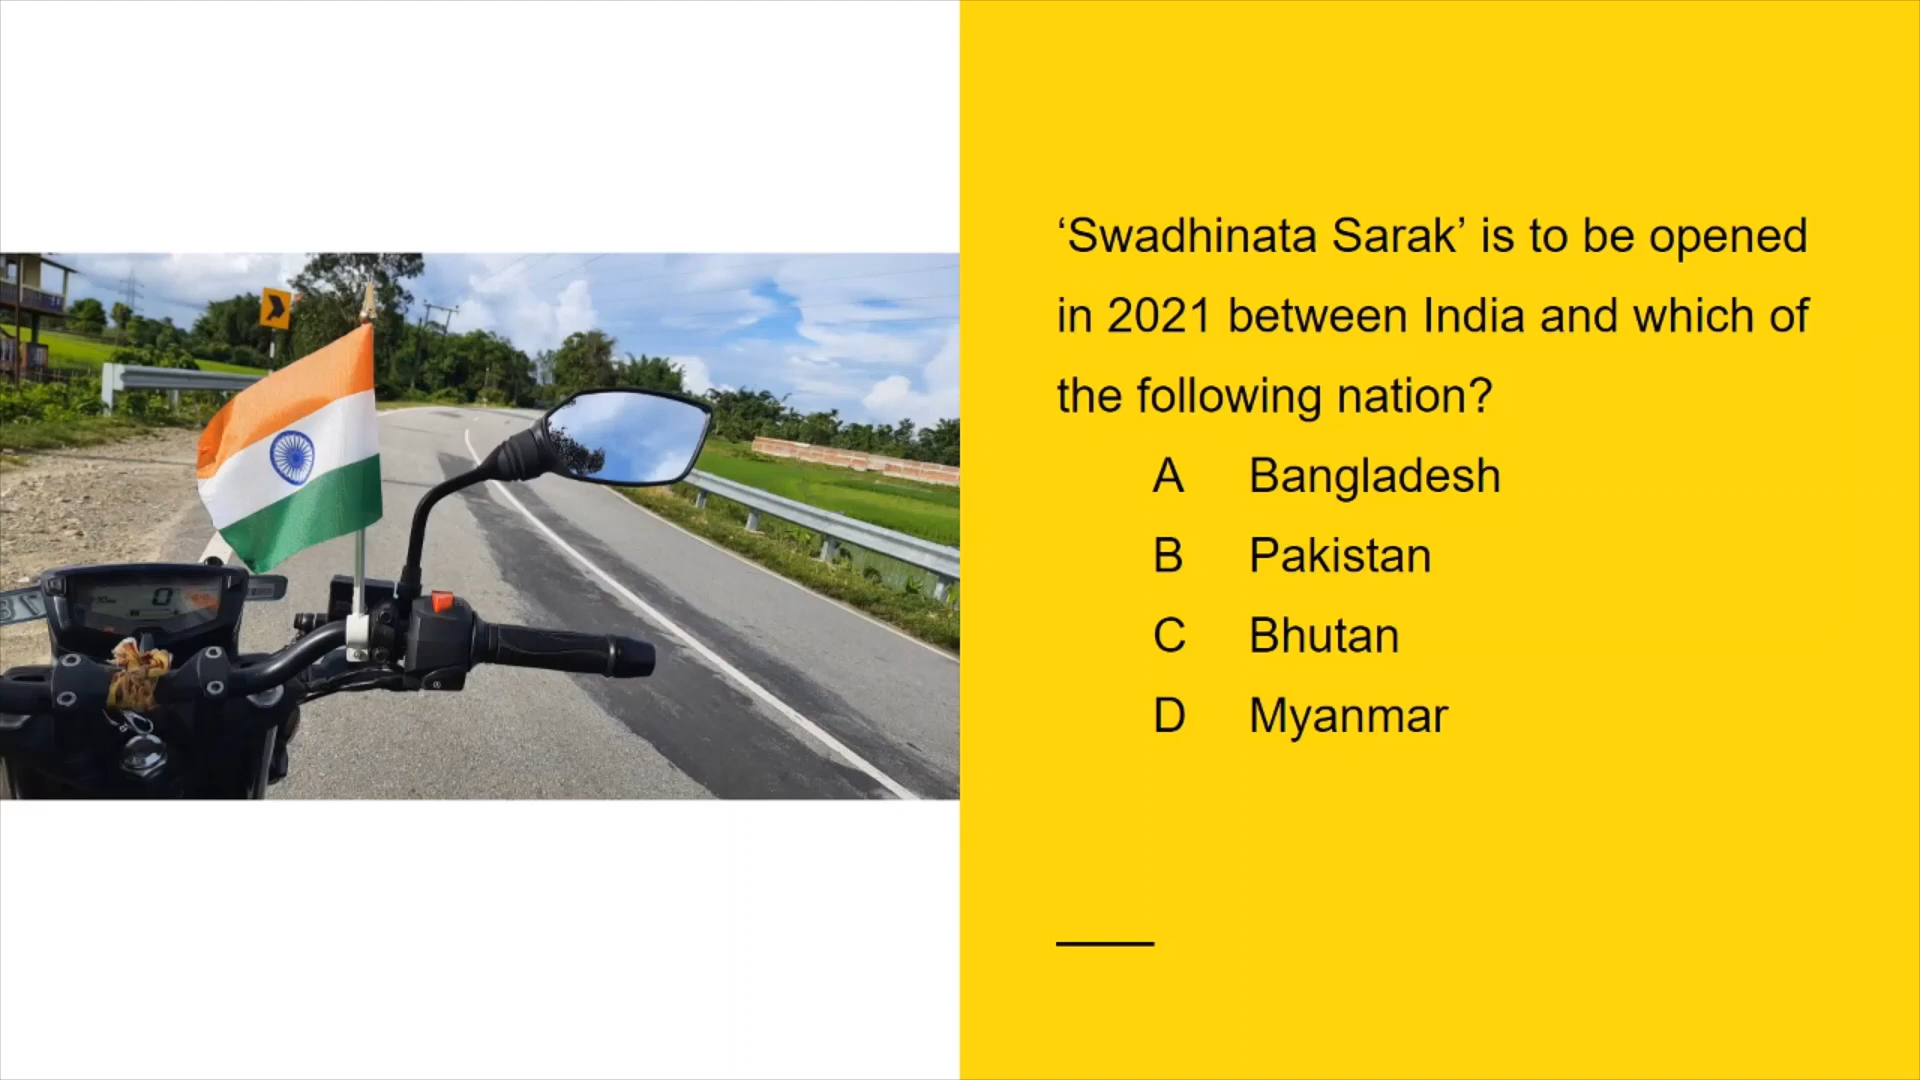 ‘Swadhinata Sarak’ is to be opened
in 2021 between India and which of
the following nation?
A Bangladesh
B Pakistan
C Bhutan
D Myanmar
0